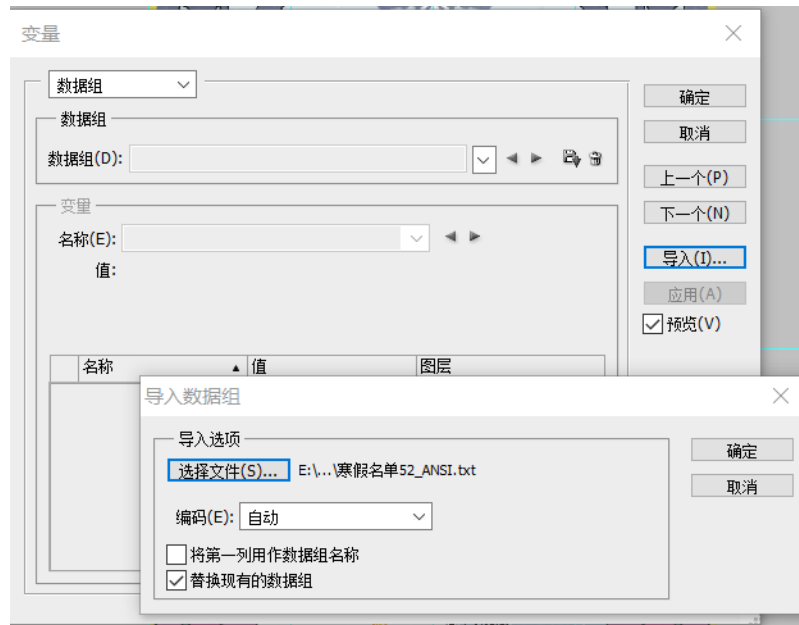 变量
数据组
数据组
数据组(D):
确定
取消
上一个(P)
下一个(N)
导入(I)...
应用(A)
预览(V)
变量
名称(E):
值:
名称
值
图层
导入数据组
导入选项
选择文件(S)... E:\...\寒假名单52_ANSI.txt
编码(E): 自动
将第一列用作数据组名称
替换现有的数据组
确定
取消